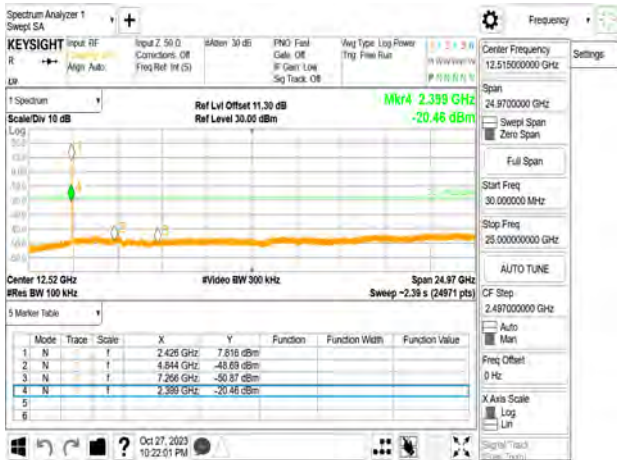 Spectrum Analyzer 1
Swept SA
+
Frequency
KEYSIGHT
Input: RF
Align: Auto
Input Z: 50 Ω
Corrections: Off
Freq Ref: Int (S)
#Atten: 30 dB
PNO: Fast
Gate: Off
IF Gain: Low
Sig Track: Off
Avg Type: Log-Power
Trig: Free Run
1 Spectrum
Scale/Div 10 dB
Ref Lvl Offset 11.30 dB
Ref Level 30.00 dBm
Mkr4 2.399 GHz
-20.46 dBm
Log
Center 12.52 GHz
#Res BW 100 kHz
#Video BW 300 kHz
Span 24.97 GHz
Sweep ~2.39 s (24971 pts)
5 Marker Table
Mode Trace Scale X Y Function Function Width Function Value
1 N f 2.426 GHz 7.816 dBm
2 N f 4.844 GHz -48.69 dBm
3 N f 7.266 GHz -50.87 dBm
4 N f 2.399 GHz -20.46 dBm
5
6
Oct 27, 2023
10:22:01 PM
Center Frequency
12.515000000 GHz
Settings
Span
24.9700000 GHz
Swept Span
Zero Span
Full Span
Start Freq
30.000000 MHz
Stop Freq
25.000000000 GHz
AUTO TUNE
CF Step
2.497000000 GHz
Auto
Man
Freq Offset
0 Hz
X Axis Scale
Log
Lin
Signal Track